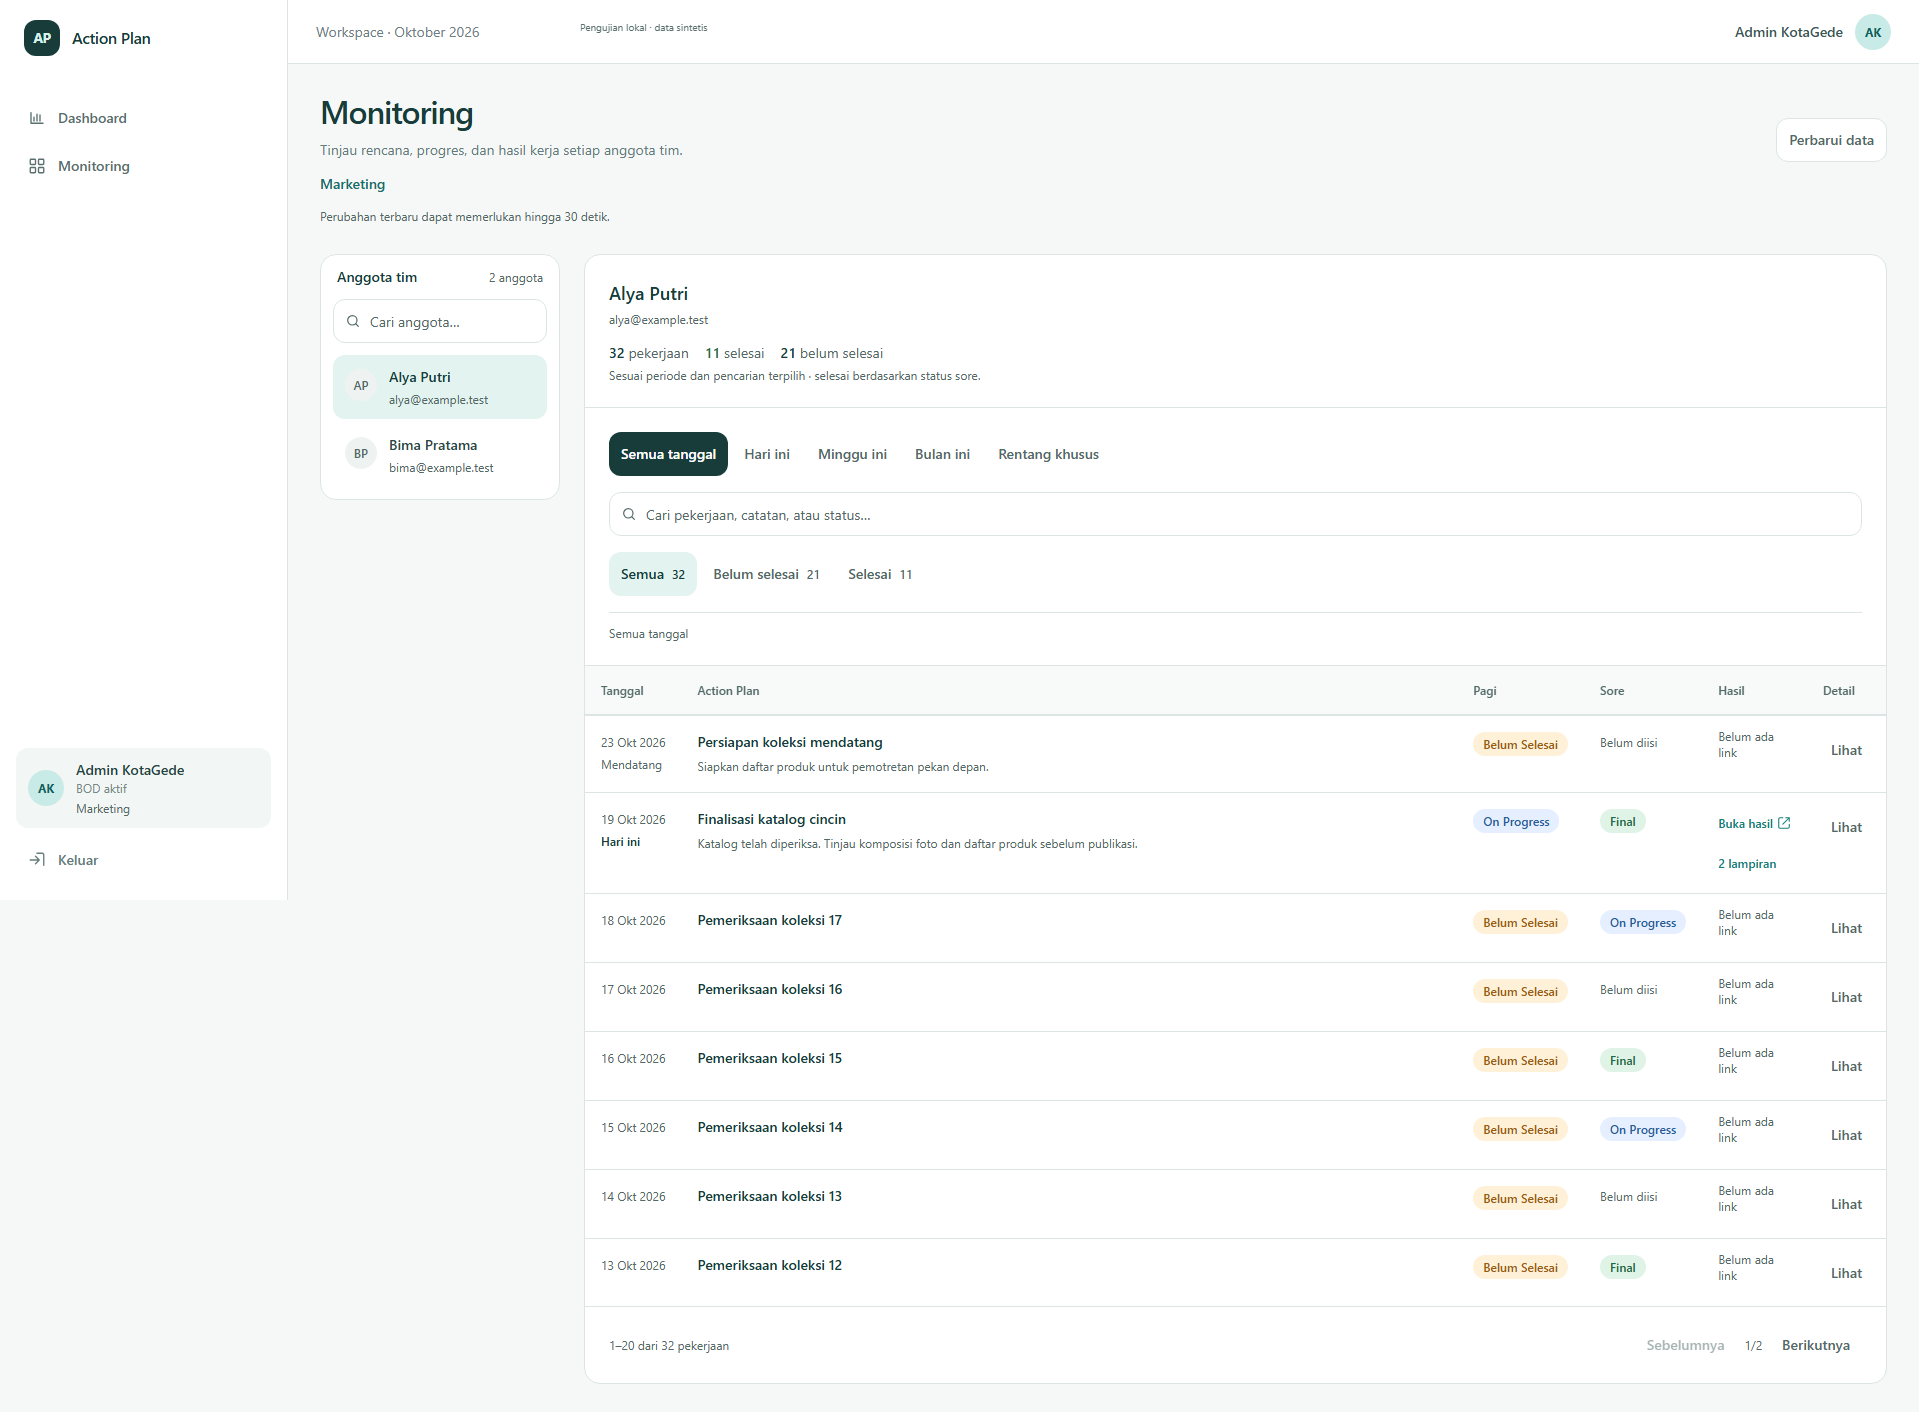 AP Action Plan
Dashboard
Monitoring
Admin KotaGede
AK
BOD aktif
Marketing
Keluar
Workspace · Oktober 2026
Pengujian lokal · data sintetis
Admin KotaGede AK
Monitoring
Tinjau rencana, progres, dan hasil kerja setiap anggota tim.
Marketing
Perubahan terbaru dapat memerlukan hingga 30 detik.
Perbarui data
Anggota tim 2 anggota
Cari anggota...
AP
Alya Putri
alya@example.test
BP
Bima Pratama
bima@example.test
Alya Putri
alya@example.test
32 pekerjaan 11 selesai 21 belum selesai
Sesuai periode dan pencarian terpilih · selesai berdasarkan status sore.
Semua tanggal Hari ini Minggu ini Bulan ini Rentang khusus
Cari pekerjaan, catatan, atau status...
Semua 32 Belum selesai 21 Selesai 11
Semua tanggal
Tanggal Action Plan Pagi Sore Hasil Detail
23 Okt 2026 Persiapan koleksi mendatang Belum Selesai Belum diisi Belum ada link Lihat
Mendatang Siapkan daftar produk untuk pemotretan pekan depan.
19 Okt 2026 Finalisasi katalog cincin On Progress Final Buka hasil Lihat
Hari ini Katalog telah diperiksa. Tinjau komposisi foto dan daftar produk sebelum publikasi.
2 lampiran
18 Okt 2026 Pemeriksaan koleksi 17 Belum Selesai On Progress Belum ada link Lihat
17 Okt 2026 Pemeriksaan koleksi 16 Belum Selesai Belum diisi Belum ada link Lihat
16 Okt 2026 Pemeriksaan koleksi 15 Belum Selesai Final Belum ada link Lihat
15 Okt 2026 Pemeriksaan koleksi 14 Belum Selesai On Progress Belum ada link Lihat
14 Okt 2026 Pemeriksaan koleksi 13 Belum Selesai Belum diisi Belum ada link Lihat
13 Okt 2026 Pemeriksaan koleksi 12 Belum Selesai Final Belum ada link Lihat
1–20 dari 32 pekerjaan Sebelumnya 1/2 Berikutnya